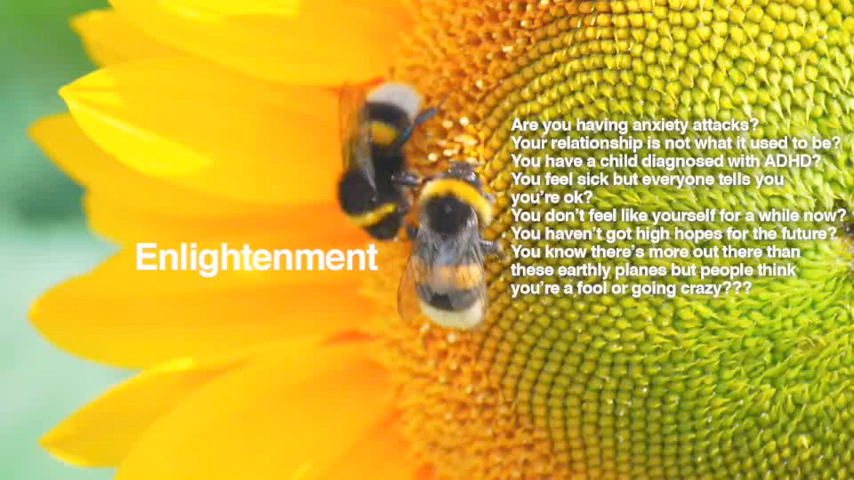 Enlightenment
Are you having anxiety attacks?
Your relationship is not what it used to be?
You have a child diagnosed with ADHD?
You feel sick but everyone tells you
you're ok?
You don't feel like yourself for a while now?
You haven't got high hopes for the future?
You know there's more out there than
these earthly planes but people think
you're a fool or going crazy???